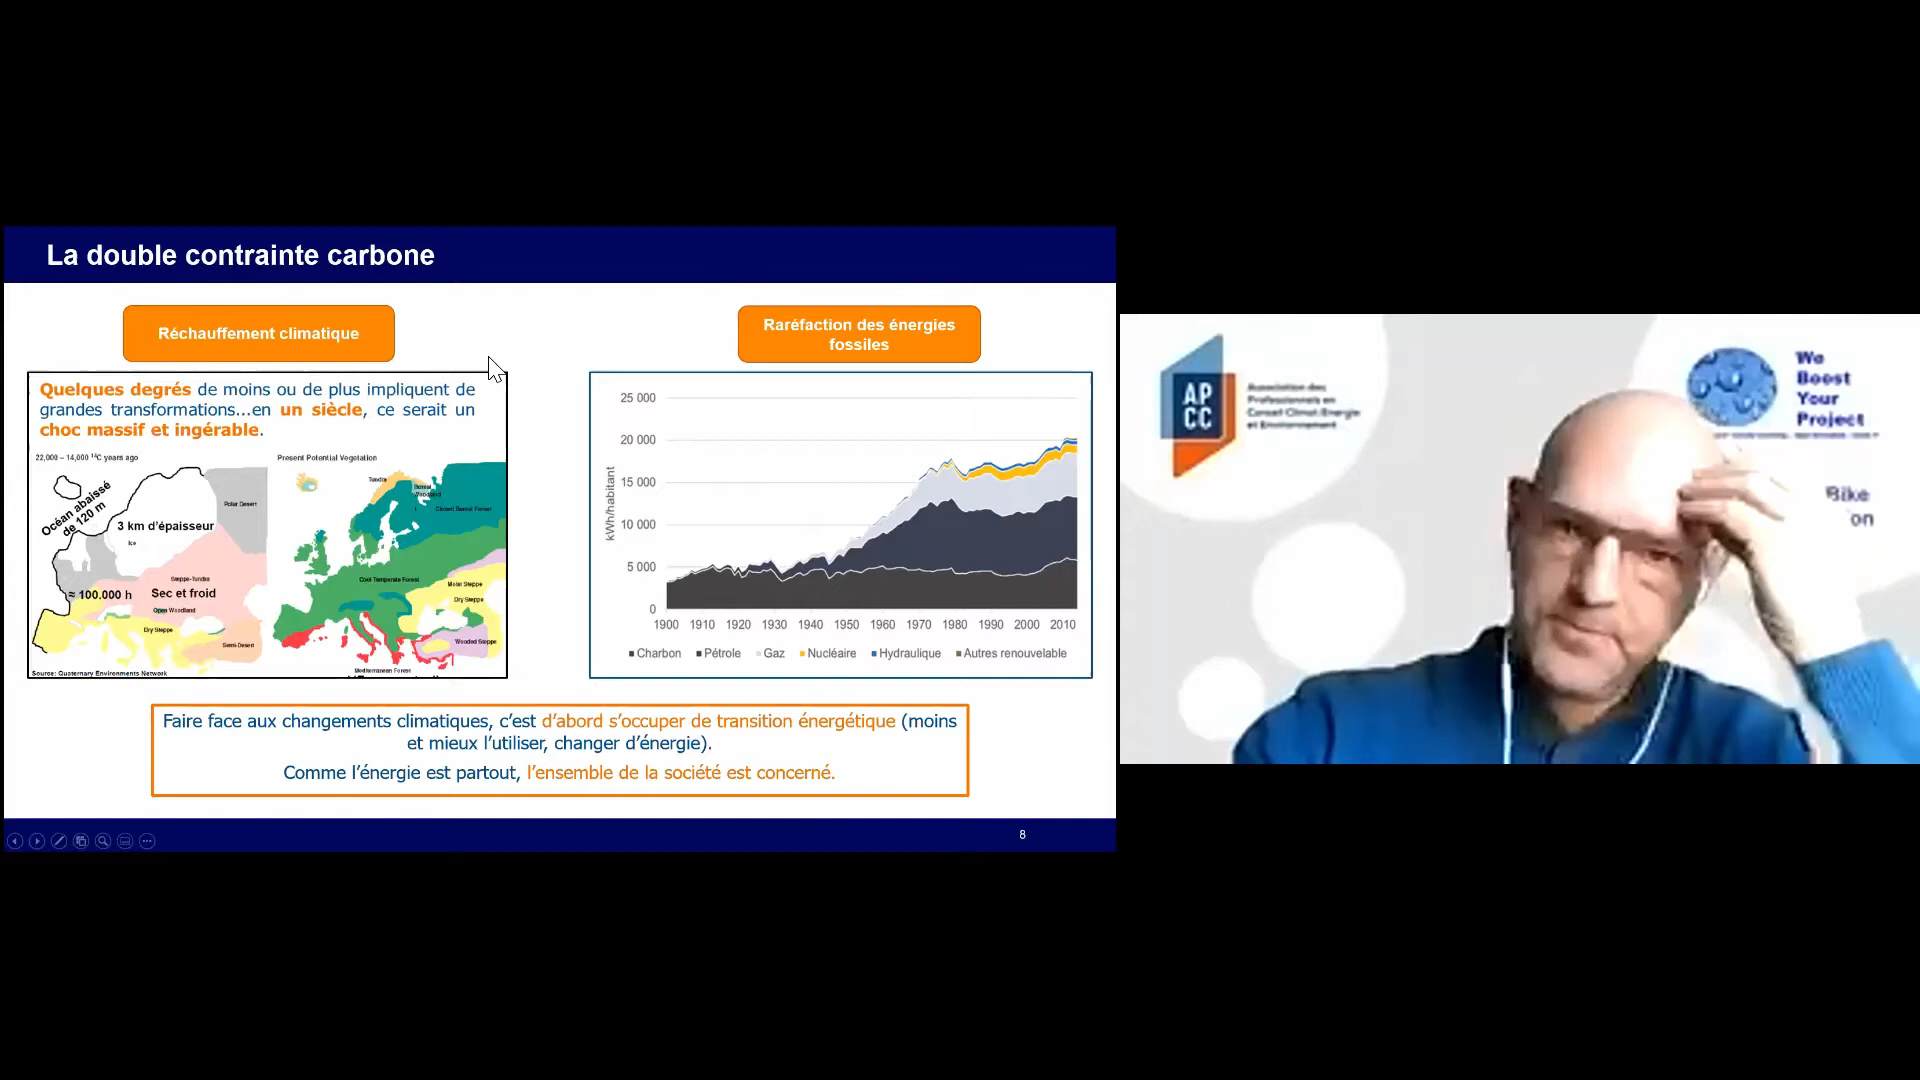 La double contrainte carbone
Réchauffement climatique
Quelques degrés de moins ou de plus impliquent de
grandes transformations...en un siècle, ce serait un
choc massif et ingérable.
22,000 – 14,000 ¹⁴C years ago
Océan abaissé
de 120 m
3 km d'épaisseur
Ice
Polar Desert
Steppe-Tundra
≈ 100.000 h
Sec et froid
Open Woodland
Dry Steppe
Semi-Desert
Source: Quaternary Environments Network
Present Potential Vegetation
Tundra
Boreal
Woodland
Closed Boreal Forest
Cool Temperate Forest
Moist Steppe
Dry Steppe
Wooded Steppe
Mediterranean Forest
Raréfaction des énergies
fossiles
kWh/habitant
25 000
20 000
15 000
10 000
5 000
0
1900 1910 1920 1930 1940 1950 1960 1970 1980 1990 2000 2010
Charbon Pétrole Gaz Nucléaire Hydraulique Autres renouvelable
Faire face aux changements climatiques, c'est d'abord s'occuper de transition énergétique (moins
et mieux l'utiliser, changer d'énergie).
Comme l'énergie est partout, l'ensemble de la société est concerné.
8
AP
CC
Association des
Professionnels en
Conseil Climat Energie
et Environnement
We
Boost
Your
Project
Bike
on